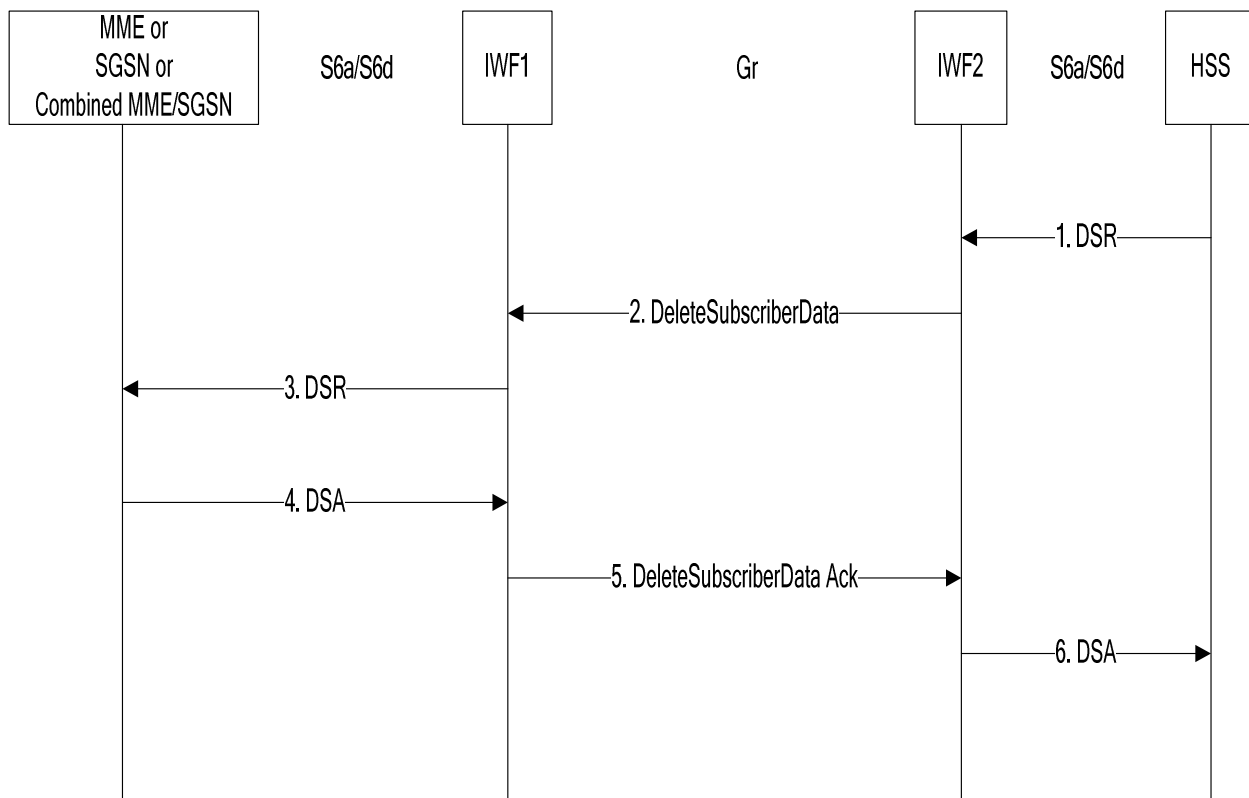 MME or
SGSN or
Combined MME/SGSN
S6a/S6d
IWF1
Gr
IWF2
S6a/S6d
HSS
1. DSR
2. DeleteSubscriberData
3. DSR
4. DSA
5. DeleteSubscriberData Ack
6. DSA